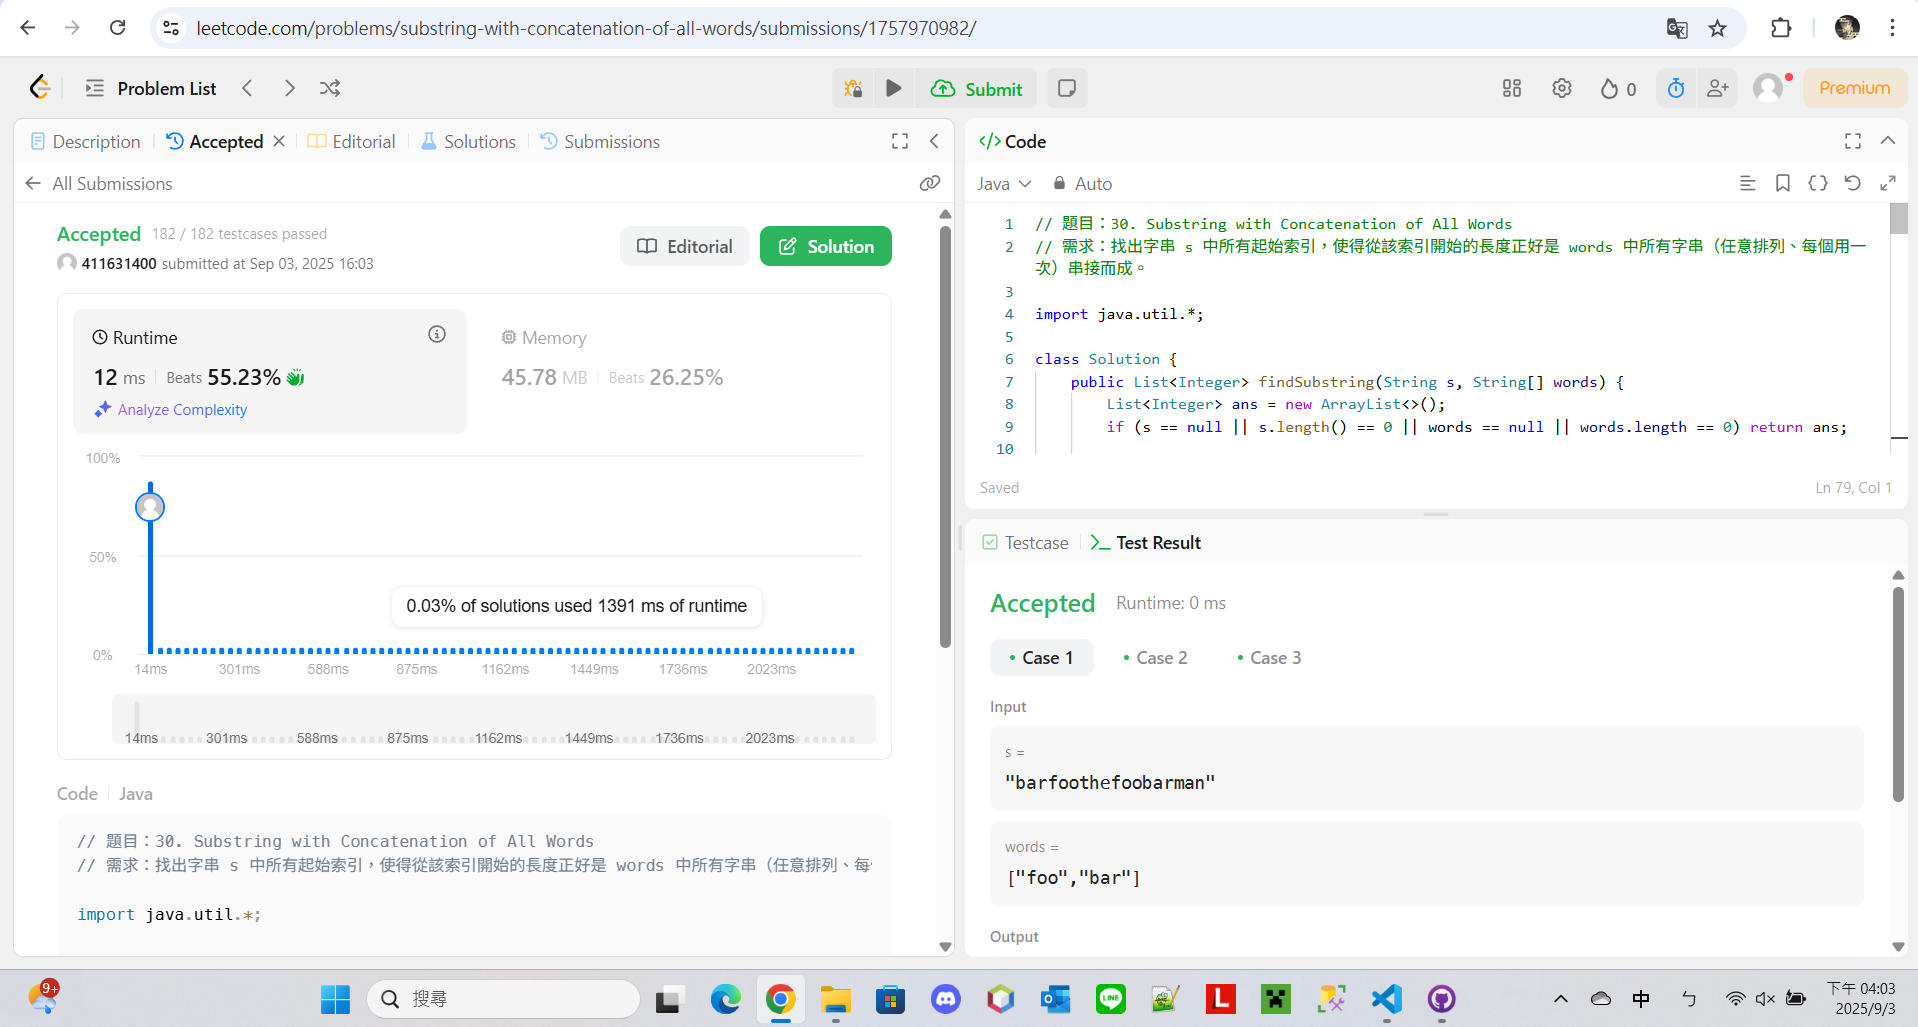 leetcode.com/problems/substring-with-concatenation-of-all-words/submissions/1757970982/
Problem List
Submit
0
Premium
Description
Accepted
Editorial
Solutions
Submissions
All Submissions
Accepted 182 / 182 testcases passed
411631400 submitted at Sep 03, 2025 16:03
Editorial
Solution
Runtime
12 ms | Beats 55.23%
Analyze Complexity
Memory
45.78 MB | Beats 26.25%
100%
50%
0%
0.03% of solutions used 1391 ms of runtime
14ms 301ms 588ms 875ms 1162ms 1449ms 1736ms 2023ms
14ms 301ms 588ms 875ms 1162ms 1449ms 1736ms 2023ms
Code | Java
// 題目：30. Substring with Concatenation of All Words
// 需求：找出字串 s 中所有起始索引，使得從該索引開始的長度正好是 words 中所有字串（任意排列、每
import java.util.*;
Code
Java
Auto
1 // 題目：30. Substring with Concatenation of All Words
2 // 需求：找出字串 s 中所有起始索引，使得從該索引開始的長度正好是 words 中所有字串（任意排列、每個用一
次）串接而成。
3
4 import java.util.*;
5
6 class Solution {
7 public List<Integer> findSubstring(String s, String[] words) {
8 List<Integer> ans = new ArrayList<>();
9 if (s == null || s.length() == 0 || words == null || words.length == 0) return ans;
10
Saved
Ln 79, Col 1
Testcase
Test Result
Accepted Runtime: 0 ms
Case 1
Case 2
Case 3
Input
s =
"barfoothefoobarman"
words =
["foo","bar"]
Output
9+
搜尋
LINE
L
中
ㄅ
下午 04:03
2025/9/3